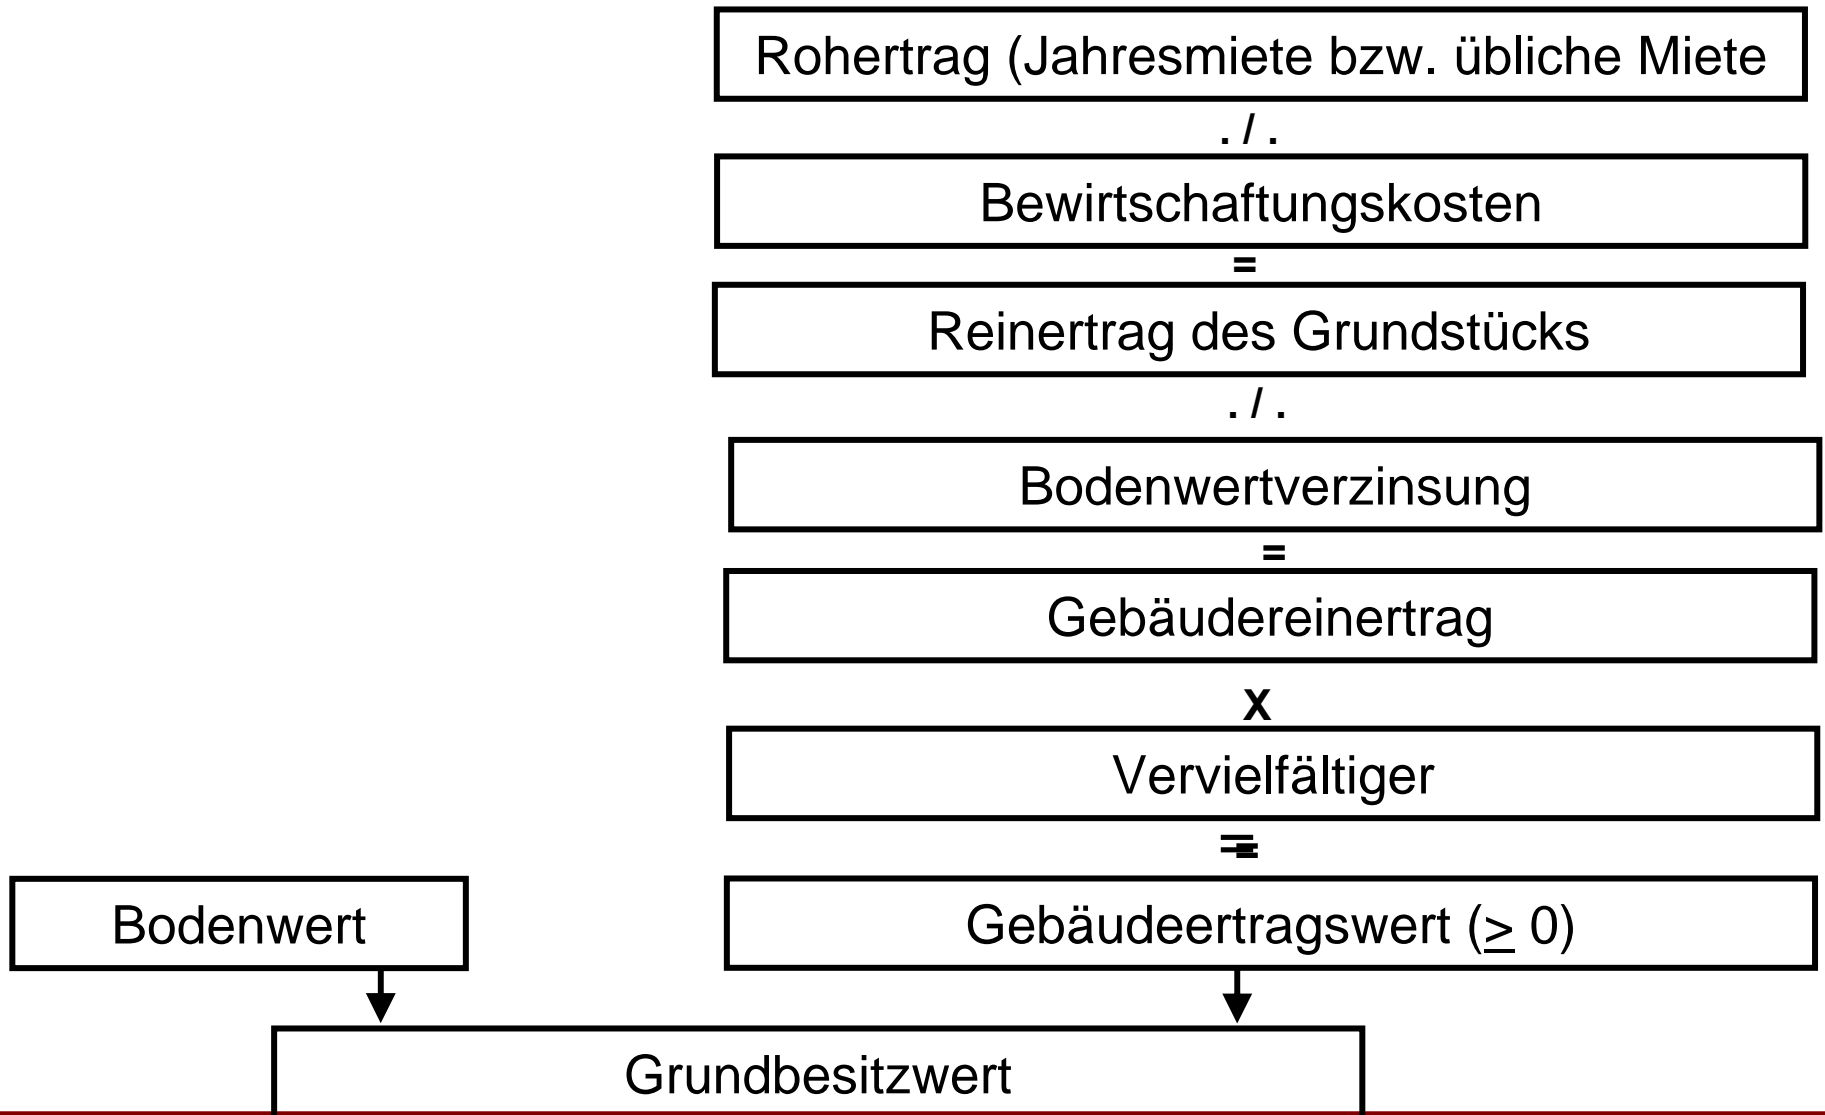 Rohertrag (Jahresmiete bzw. übliche Miete
. / .
Bewirtschaftungskosten
=
Reinertrag des Grundstücks
. / .
Bodenwertverzinsung
=
Gebäudereinertrag
x
Vervielfältiger
=
Bodenwert
Gebäudeertragswert (≥ 0)
Grundbesitzwert